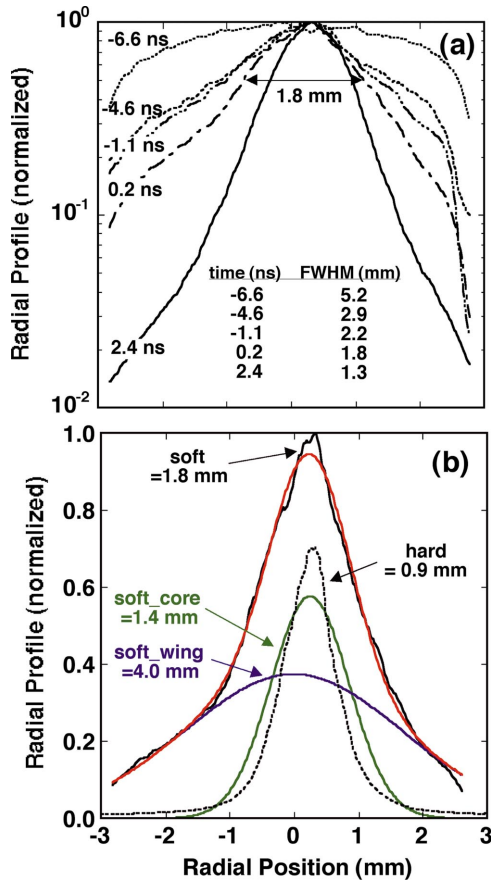 (a)
Radial Profile (normalized)
10^0
10^-1
10^-2
-6.6 ns
-4.6 ns
-1.1 ns
0.2 ns
2.4 ns
1.8 mm
time (ns) FWHM (mm)
-6.6 5.2
-4.6 2.9
-1.1 2.2
0.2 1.8
2.4 1.3
(b)
Radial Profile (normalized)
1.0
0.8
0.6
0.4
0.2
0.0
soft
=1.8 mm
hard
= 0.9 mm
soft_core
=1.4 mm
soft_wing
=4.0 mm
-3 -2 -1 0 1 2 3
Radial Position (mm)